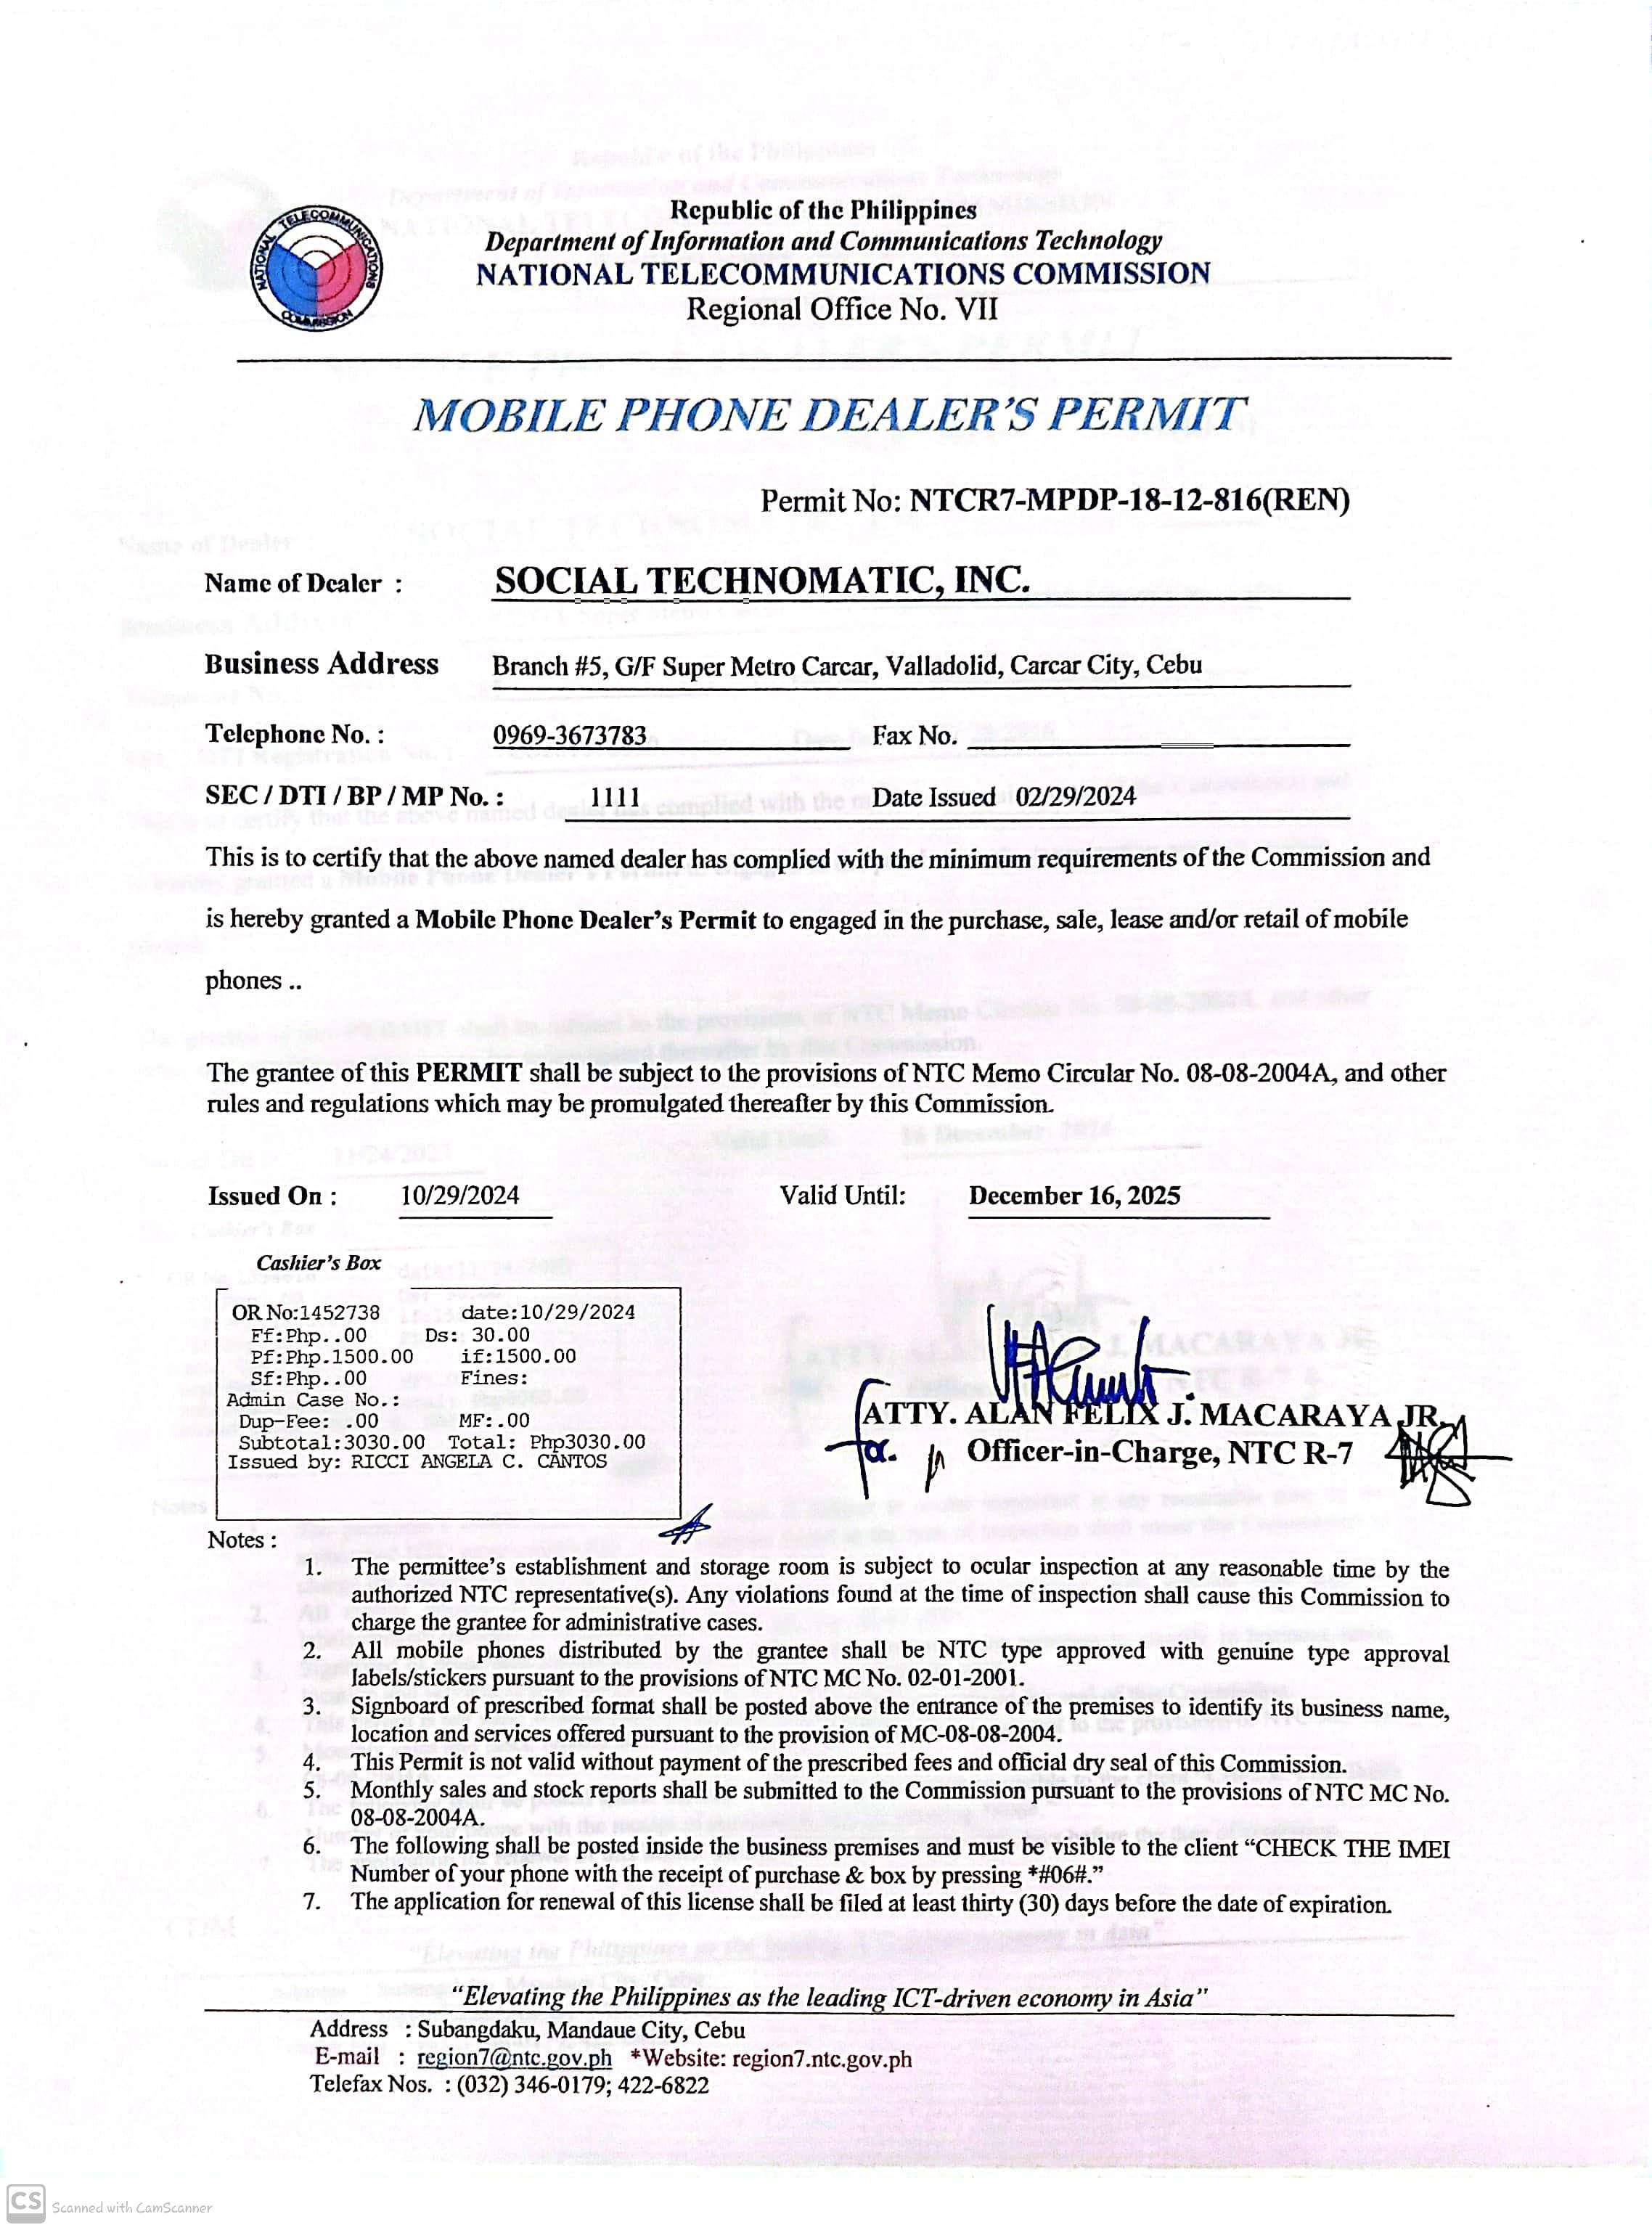 NATIONAL TELECOMMUNICATIONS COMMISSION
Republic of the Philippines
Department of Information and Communications Technology
NATIONAL TELECOMMUNICATIONS COMMISSION
Regional Office No. VII
MOBILE PHONE DEALER'S PERMIT
Permit No: NTCR7-MPDP-18-12-816(REN)
Name of Dealer : SOCIAL TECHNOMATIC, INC.
Business Address Branch #5, G/F Super Metro Carcar, Valladolid, Carcar City, Cebu
Telephone No. : 0969-3673783 Fax No.
SEC / DTI / BP / MP No. : 1111 Date Issued 02/29/2024
This is to certify that the above named dealer has complied with the minimum requirements of the Commission and
is hereby granted a Mobile Phone Dealer's Permit to engaged in the purchase, sale, lease and/or retail of mobile
phones ..
The grantee of this PERMIT shall be subject to the provisions of NTC Memo Circular No. 08-08-2004A, and other
rules and regulations which may be promulgated thereafter by this Commission.
Issued On : 10/29/2024 Valid Until: December 16, 2025
Cashier's Box
OR No:1452738 date:10/29/2024
Ff:Php..00 Ds: 30.00
Pf:Php.1500.00 if:1500.00
Sf:Php..00 Fines:
Admin Case No.:
Dup-Fee: .00 MF:.00
Subtotal:3030.00 Total: Php3030.00
Issued by: RICCI ANGELA C. CANTOS
ATTY. ALAN FELIX J. MACARAYA JR.
Officer-in-Charge, NTC R-7
Notes :
1. The permittee's establishment and storage room is subject to ocular inspection at any reasonable time by the
authorized NTC representative(s). Any violations found at the time of inspection shall cause this Commission to
charge the grantee for administrative cases.
2. All mobile phones distributed by the grantee shall be NTC type approved with genuine type approval
labels/stickers pursuant to the provisions of NTC MC No. 02-01-2001.
3. Signboard of prescribed format shall be posted above the entrance of the premises to identify its business name,
location and services offered pursuant to the provision of MC-08-08-2004.
4. This Permit is not valid without payment of the prescribed fees and official dry seal of this Commission.
5. Monthly sales and stock reports shall be submitted to the Commission pursuant to the provisions of NTC MC No.
08-08-2004A.
6. The following shall be posted inside the business premises and must be visible to the client “CHECK THE IMEI
Number of your phone with the receipt of purchase & box by pressing *#06#.”
7. The application for renewal of this license shall be filed at least thirty (30) days before the date of expiration.
“Elevating the Philippines as the leading ICT-driven economy in Asia”
Address : Subangdaku, Mandaue City, Cebu
E-mail : region7@ntc.gov.ph *Website: region7.ntc.gov.ph
Telefax Nos. : (032) 346-0179; 422-6822
CS Scanned with CamScanner